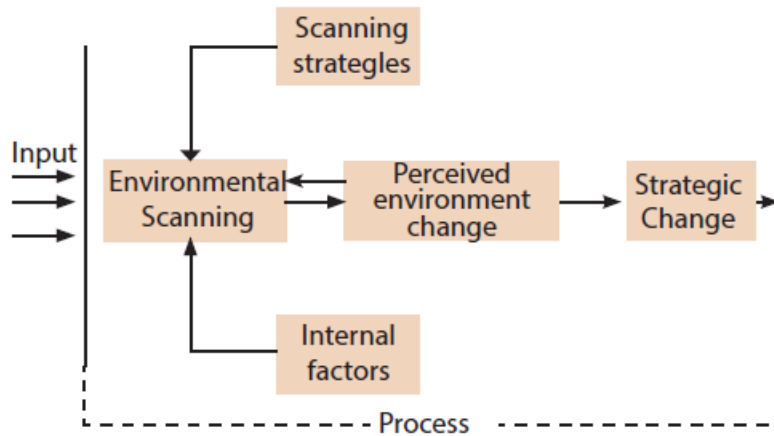 Scanning
strategles
Input
Environmental
Scanning
Perceived
environment
change
Strategic
Change
Internal
factors
Process